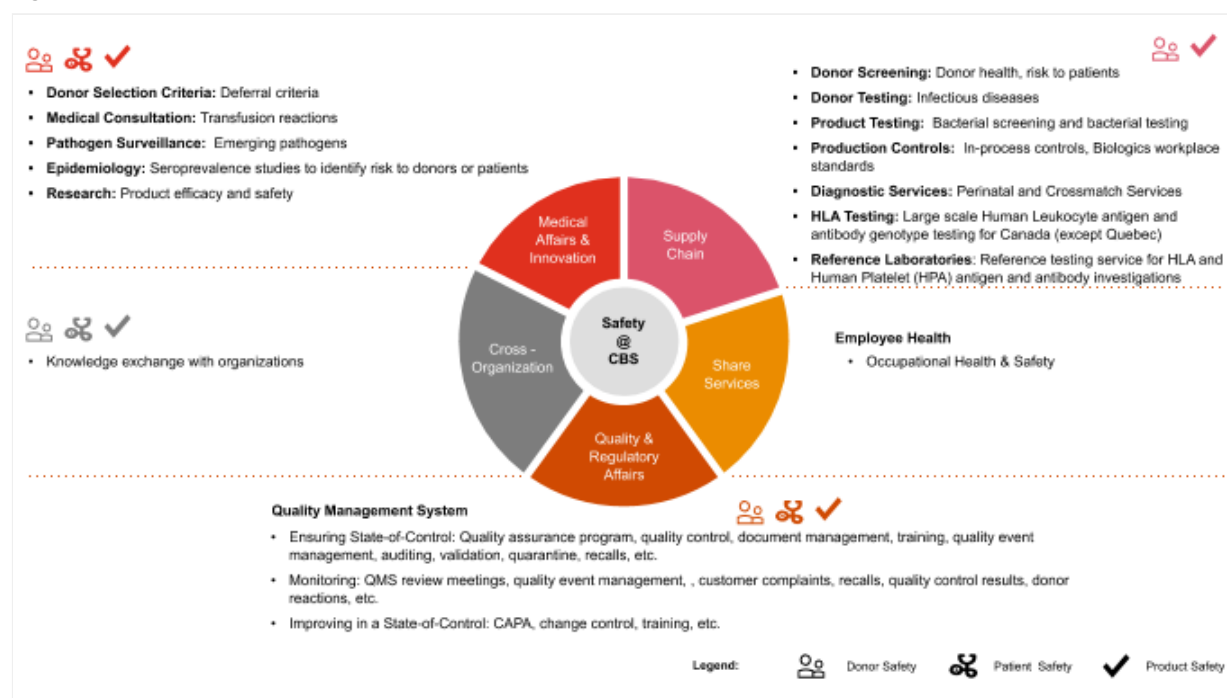 • Donor Selection Criteria: Deferral criteria
• Medical Consultation: Transfusion reactions
• Pathogen Surveillance: Emerging pathogens
• Epidemiology: Seroprevalence studies to identify risk to donors or patients
• Research: Product efficacy and safety
• Donor Screening: Donor health, risk to patients
• Donor Testing: Infectious diseases
• Product Testing: Bacterial screening and bacterial testing
• Production Controls: In-process controls, Biologics workplace
standards
• Diagnostic Services: Perinatal and Crossmatch Services
• HLA Testing: Large scale Human Leukocyte antigen and
antibody genotype testing for Canada (except Quebec)
• Reference Laboratories: Reference testing service for HLA and
Human Platelet (HPA) antigen and antibody investigations
Medical
Affairs &
Innovation
Supply
Chain
Safety
@
CBS
Cross -
Organization
Share
Services
Quality &
Regulatory
Affairs
• Knowledge exchange with organizations
Employee Health
• Occupational Health & Safety
Quality Management System
• Ensuring State-of-Control: Quality assurance program, quality control, document management, training, quality event
management, auditing, validation, quarantine, recalls, etc.
• Monitoring: QMS review meetings, quality event management, , customer complaints, recalls, quality control results, donor
reactions, etc.
• Improving in a State-of-Control: CAPA, change control, training, etc.
Legend:
Donor Safety
Patient Safety
Product Safety